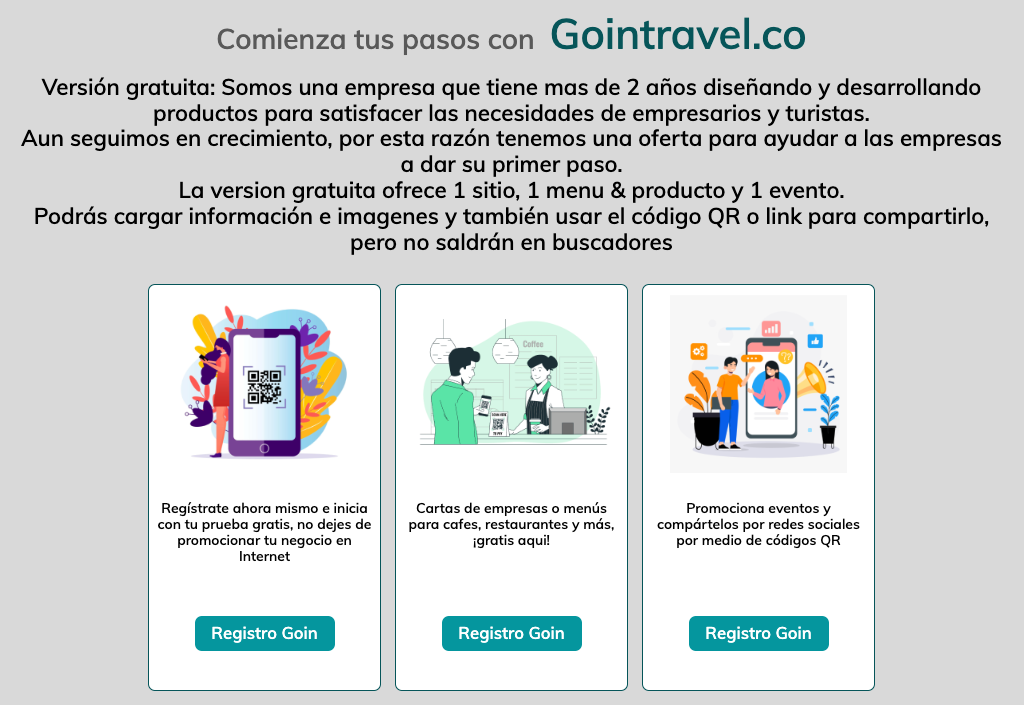 Comienza tus pasos con Gointravel.co
Versión gratuita: Somos una empresa que tiene mas de 2 años diseñando y desarrollando
productos para satisfacer las necesidades de empresarios y turistas.
Aun seguimos en crecimiento, por esta razón tenemos una oferta para ayudar a las empresas
a dar su primer paso.
La version gratuita ofrece 1 sitio, 1 menu & producto y 1 evento.
Podrás cargar información e imagenes y también usar el código QR o link para compartirlo,
pero no saldrán en buscadores
Coffee
Regístrate ahora mismo e inicia
con tu prueba gratis, no dejes de
promocionar tu negocio en
Internet
Registro Goin
Cartas de empresas o menús
para cafes, restaurantes y más,
¡gratis aqui!
Registro Goin
Promociona eventos y
compártelos por redes sociales
por medio de códigos QR
Registro Goin